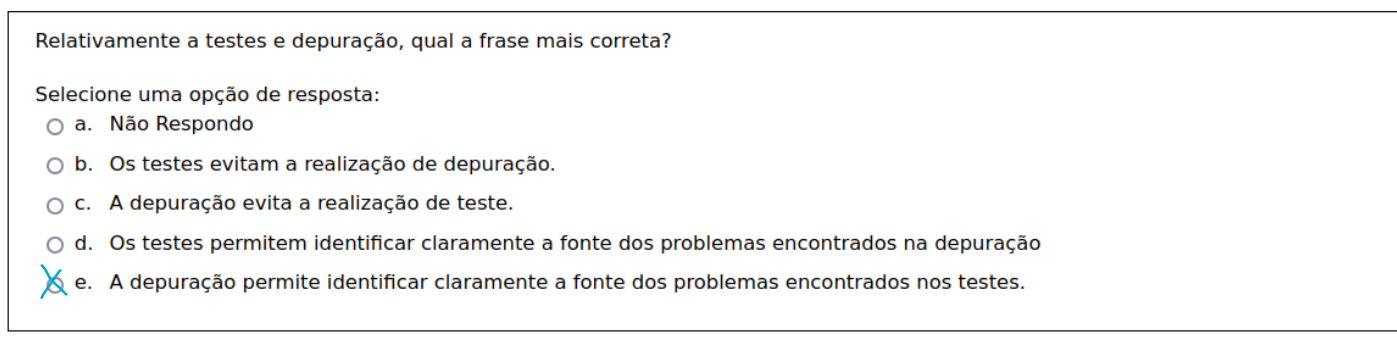 Relativamente a testes e depuração, qual a frase mais correta?
Selecione uma opção de resposta:
a. Não Respondo
b. Os testes evitam a realização de depuração.
c. A depuração evita a realização de teste.
d. Os testes permitem identificar claramente a fonte dos problemas encontrados na depuração
e. A depuração permite identificar claramente a fonte dos problemas encontrados nos testes.